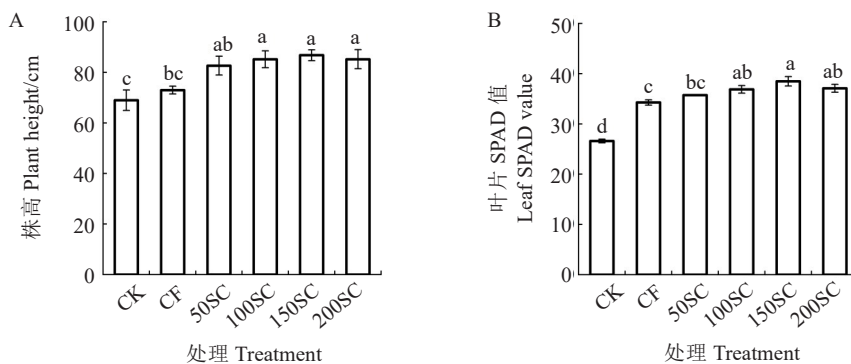 A
株高 Plant height/cm
100
80
60
40
20
0
c
bc
ab
a
a
a
CK
CF
50SC
100SC
150SC
200SC
处理 Treatment
B
叶片 SPAD 值
Leaf SPAD value
50
40
30
20
10
0
d
c
bc
ab
a
ab
CK
CF
50SC
100SC
150SC
200SC
处理 Treatment